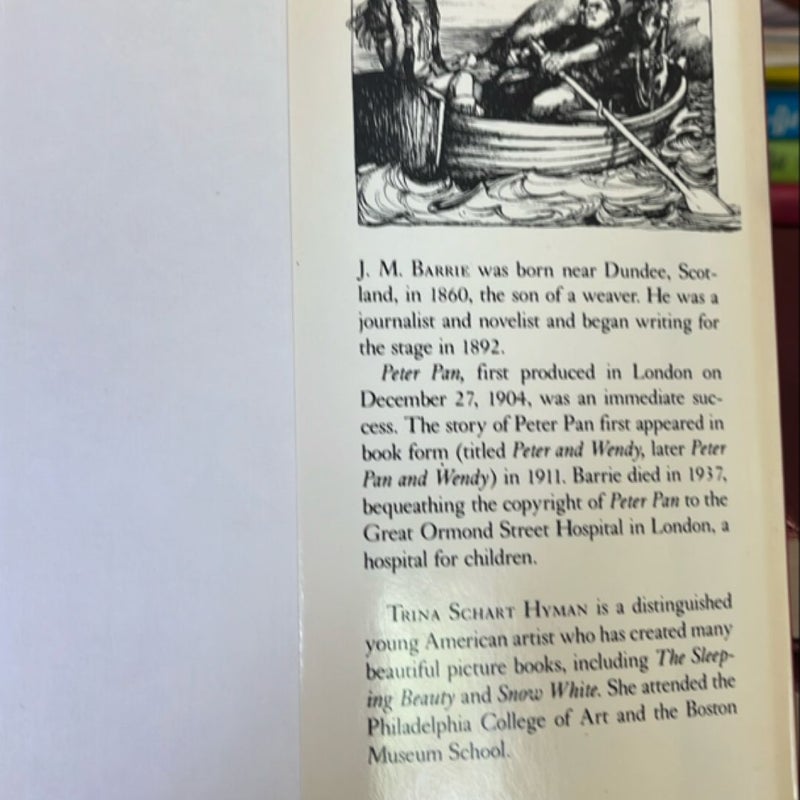 J. M. BARRIE was born near Dundee, Scot-
land, in 1860, the son of a weaver. He was a
journalist and novelist and began writing for
the stage in 1892.
Peter Pan, first produced in London on
December 27, 1904, was an immediate suc-
cess. The story of Peter Pan first appeared in
book form (titled Peter and Wendy, later Peter
Pan and Wendy) in 1911. Barrie died in 1937,
bequeathing the copyright of Peter Pan to the
Great Ormond Street Hospital in London, a
hospital for children.
TRINA SCHART HYMAN is a distinguished
young American artist who has created many
beautiful picture books, including The Sleep-
ing Beauty and Snow White. She attended the
Philadelphia College of Art and the Boston
Museum School.